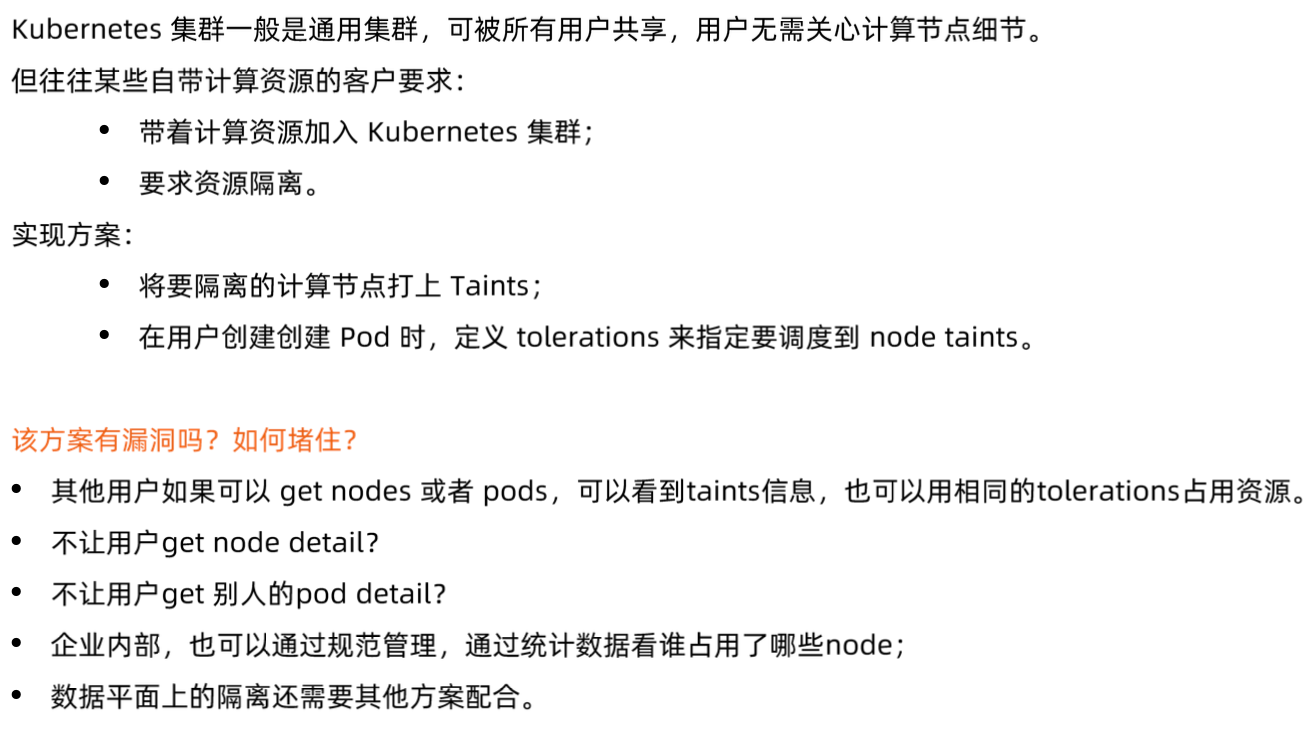 Kubernetes 集群一般是通用集群，可被所有用户共享，用户无需关心计算节点细节。
但往往某些自带计算资源的客户要求：
• 带着计算资源加入 Kubernetes 集群；
• 要求资源隔离。
实现方案：
• 将要隔离的计算节点打上 Taints；
• 在用户创建创建 Pod 时，定义 tolerations 来指定要调度到 node taints。
该方案有漏洞吗？如何堵住？
• 其他用户如果可以 get nodes 或者 pods，可以看到taints信息，也可以用相同的tolerations占用资源。
• 不让用户get node detail？
• 不让用户get 别人的pod detail？
• 企业内部，也可以通过规范管理，通过统计数据看谁占用了哪些node；
• 数据平面上的隔离还需要其他方案配合。